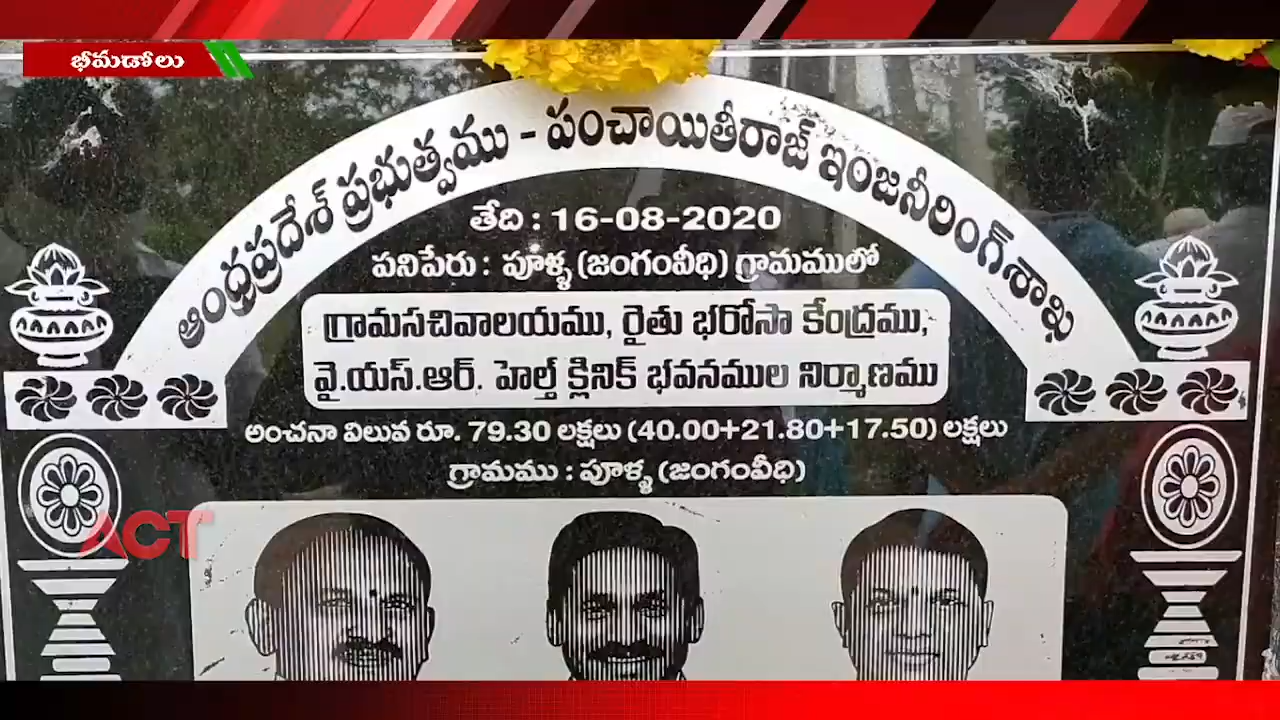 భీమడోలు
ఆంధ్రప్రదేశ్ ప్రభుత్వము - పంచాయితీరాజ్ ఇంజనీరింగ్ శాఖ
తేది : 16-08-2020
పనిపేరు : పూళ్ళ (జంగంవీధి) గ్రామములో
గ్రామసచివాలయము, రైతు భరోసా కేంద్రము,
వై.యస్.ఆర్. హెల్త్ క్లినిక్ భవనముల నిర్మాణము
అంచనా విలువ రూ. 79.30 లక్షలు (40.00+21.80+17.50) లక్షలు
గ్రామము : పూళ్ళ (జంగంవీధి)
ACT